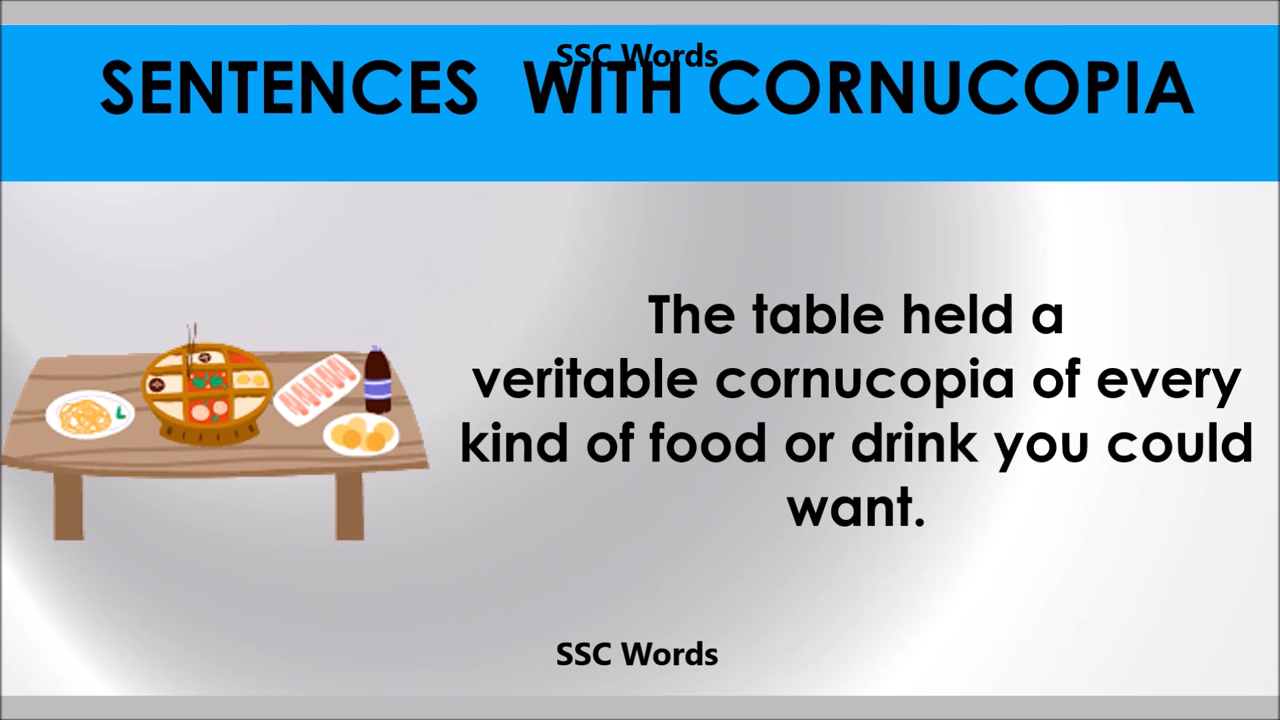 SSC Words
SENTENCES WITH CORNUCOPIA
The table held a
veritable cornucopia of every
kind of food or drink you could
want.
SSC Words